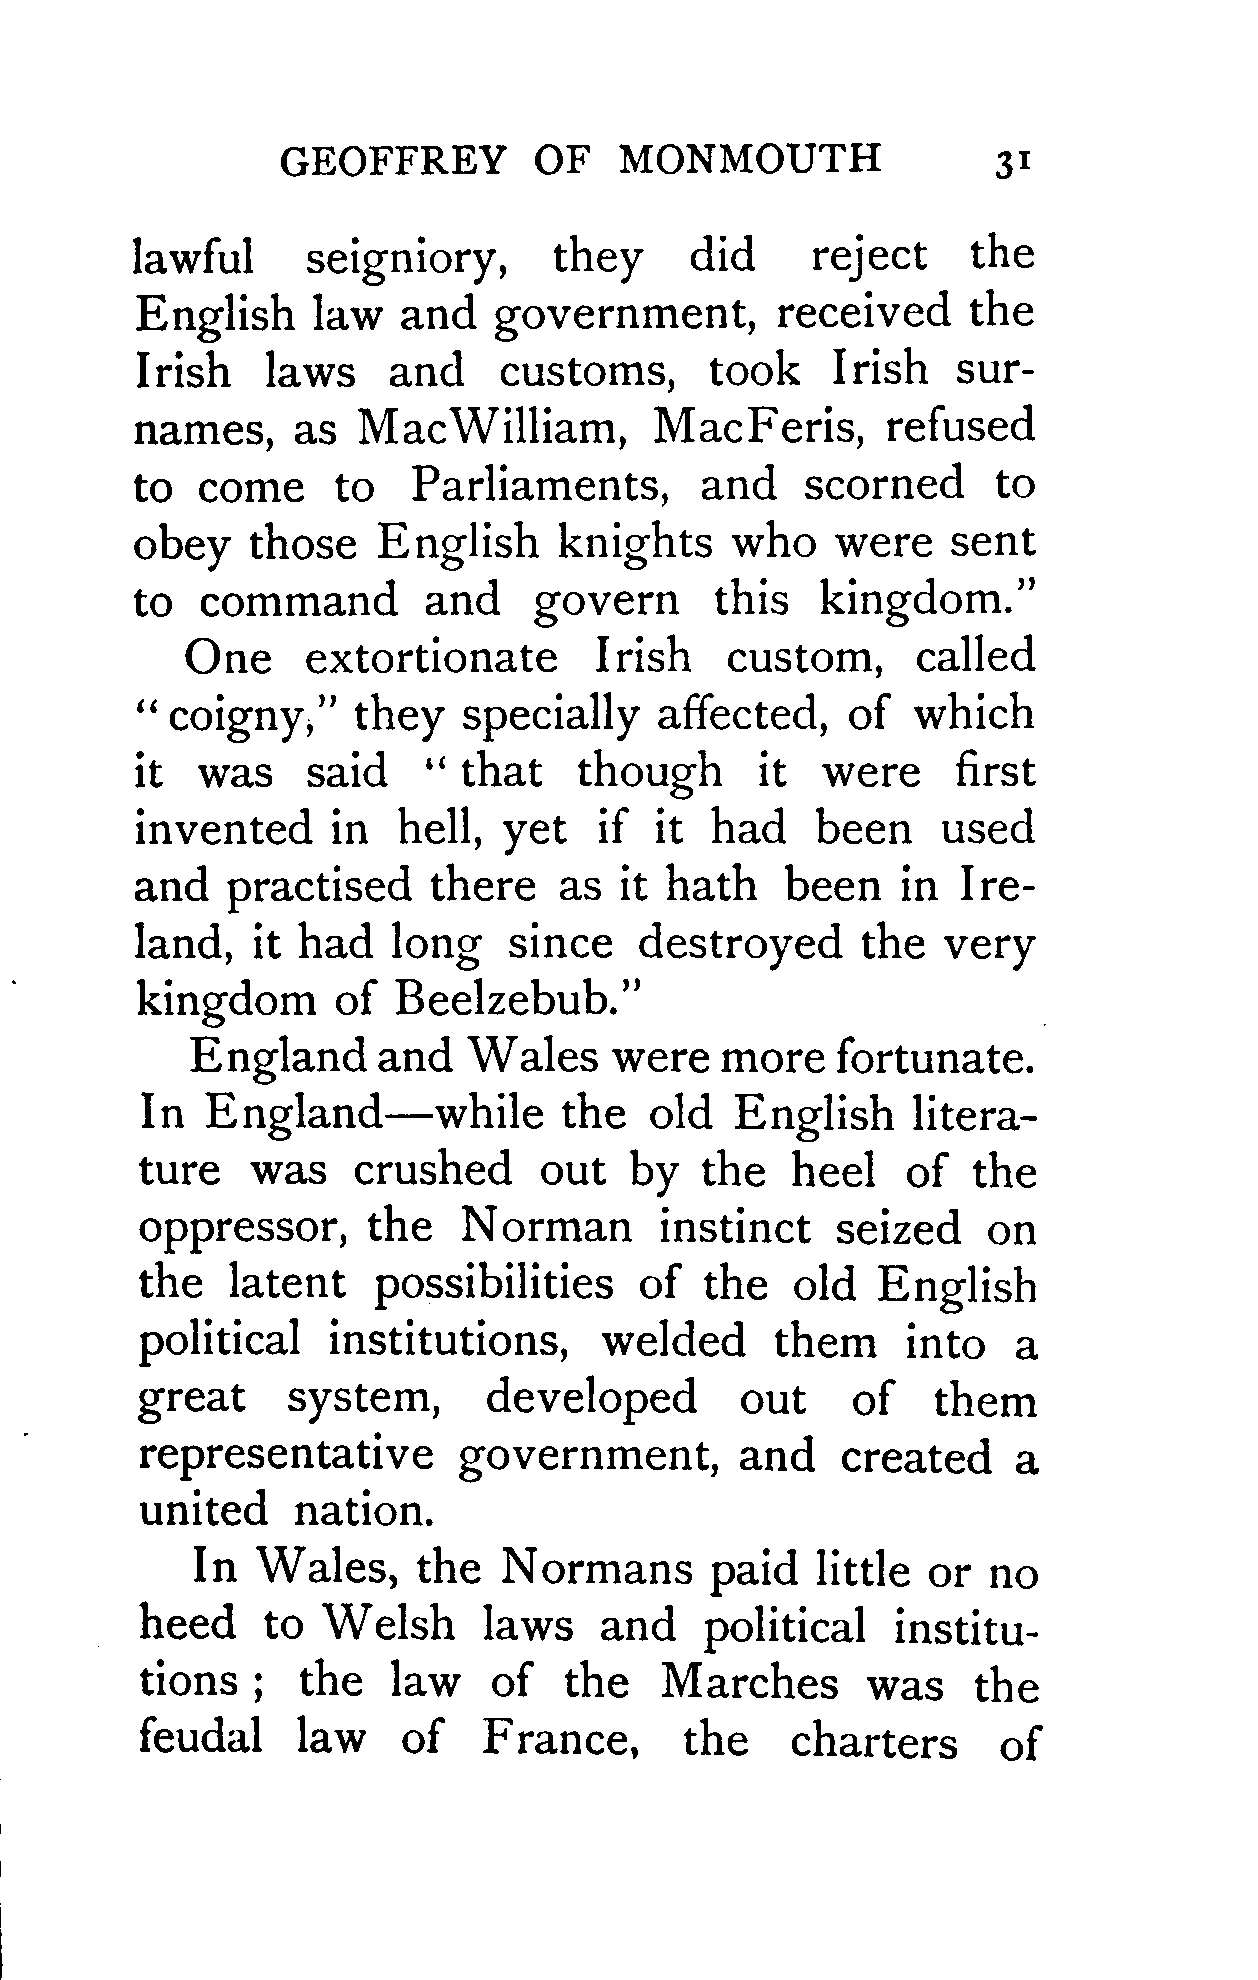 GEOFFREY OF MONMOUTH 31
lawful seigniory, they did reject the
English law and government, received the
Irish laws and customs, took Irish sur-
names, as MacWilliam, MacFeris, refused
to come to Parliaments, and scorned to
obey those English knights who were sent
to command and govern this kingdom."
One extortionate Irish custom, called
" coigny," they specially affected, of which
it was said " that though it were first
invented in hell, yet if it had been used
and practised there as it hath been in Ire-
land, it had long since destroyed the very
kingdom of Beelzebub."
England and Wales were more fortunate.
In England—while the old English litera-
ture was crushed out by the heel of the
oppressor, the Norman instinct seized on
the latent possibilities of the old English
political institutions, welded them into a
great system, developed out of them
representative government, and created a
united nation.
In Wales, the Normans paid little or no
heed to Welsh laws and political institu-
tions ; the law of the Marches was the
feudal law of France, the charters of